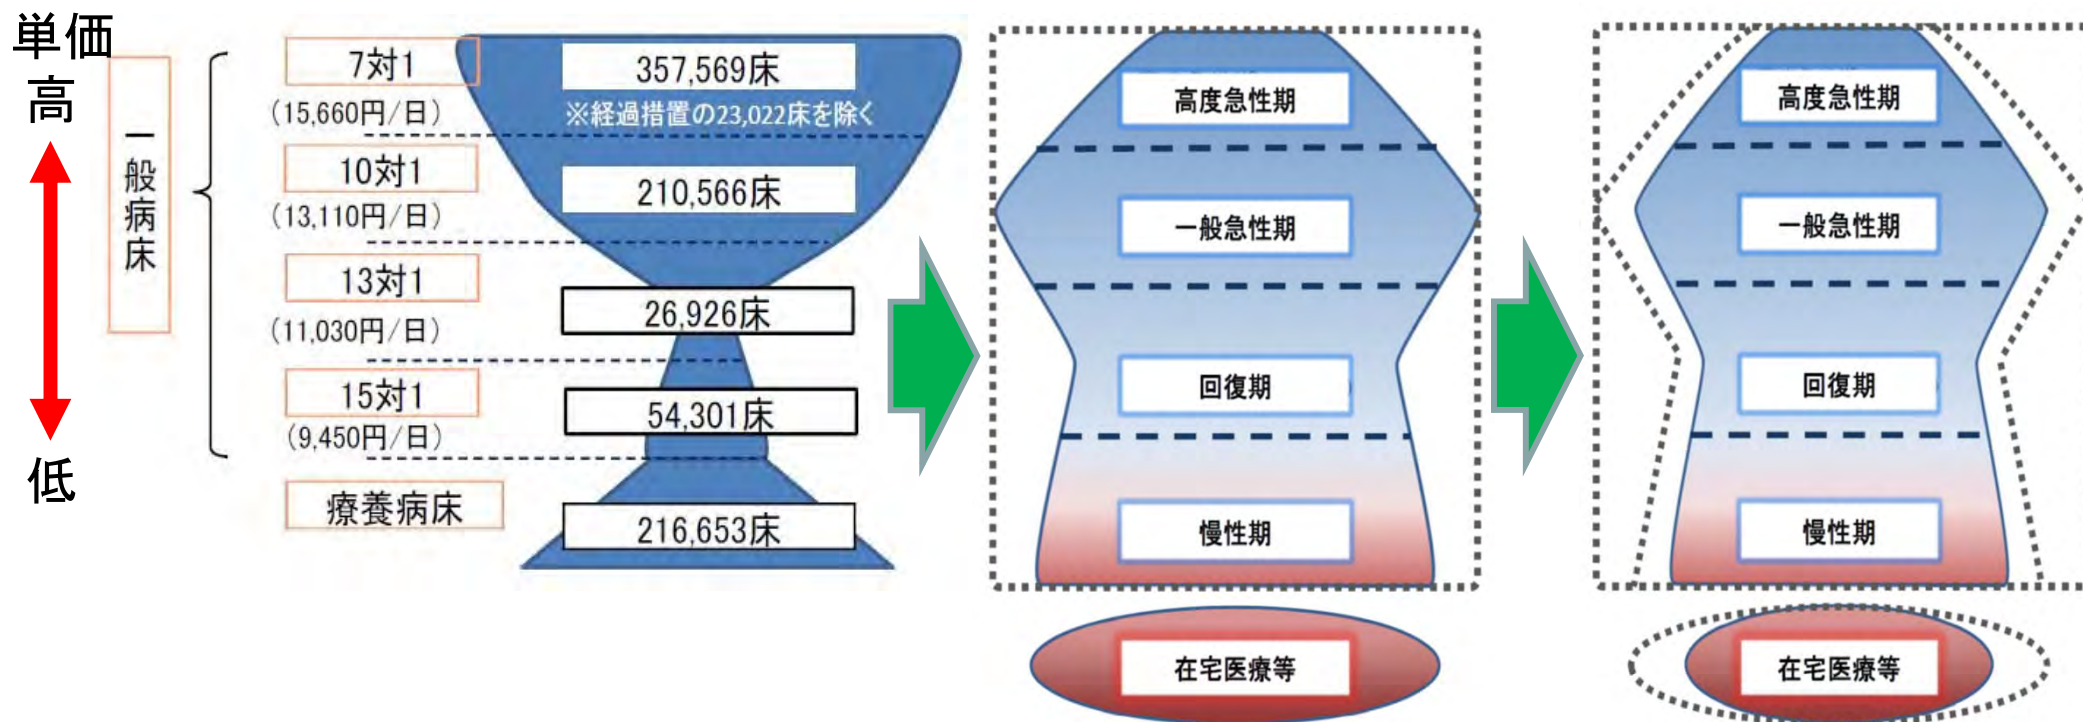 単価
高
低
一般病床
7対1
(15,660円/日)
10対1
(13,110円/日)
13対1
(11,030円/日)
15対1
(9,450円/日)
療養病床
357,569床
※経過措置の23,022床を除く
210,566床
26,926床
54,301床
216,653床
高度急性期
一般急性期
回復期
慢性期
在宅医療等
高度急性期
一般急性期
回復期
慢性期
在宅医療等